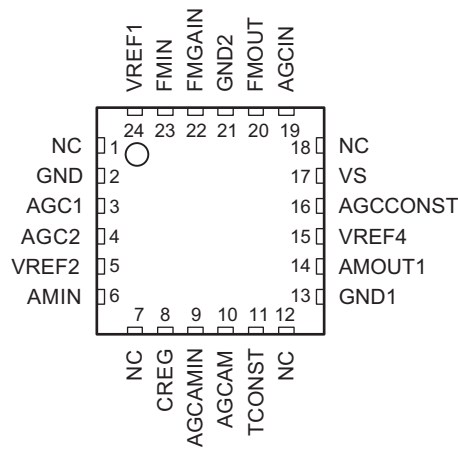 VREF1
FMIN
FMGAIN
GND2
FMOUT
AGCIN
24 23 22 21 20 19
NC 1 18 NC
GND 2 17 VS
AGC1 3 16 AGCCONST
AGC2 4 15 VREF4
VREF2 5 14 AMOUT1
AMIN 6 13 GND1
7 8 9 10 11 12
NC
CREG
AGCAMIN
AGCAM
TCONST
NC